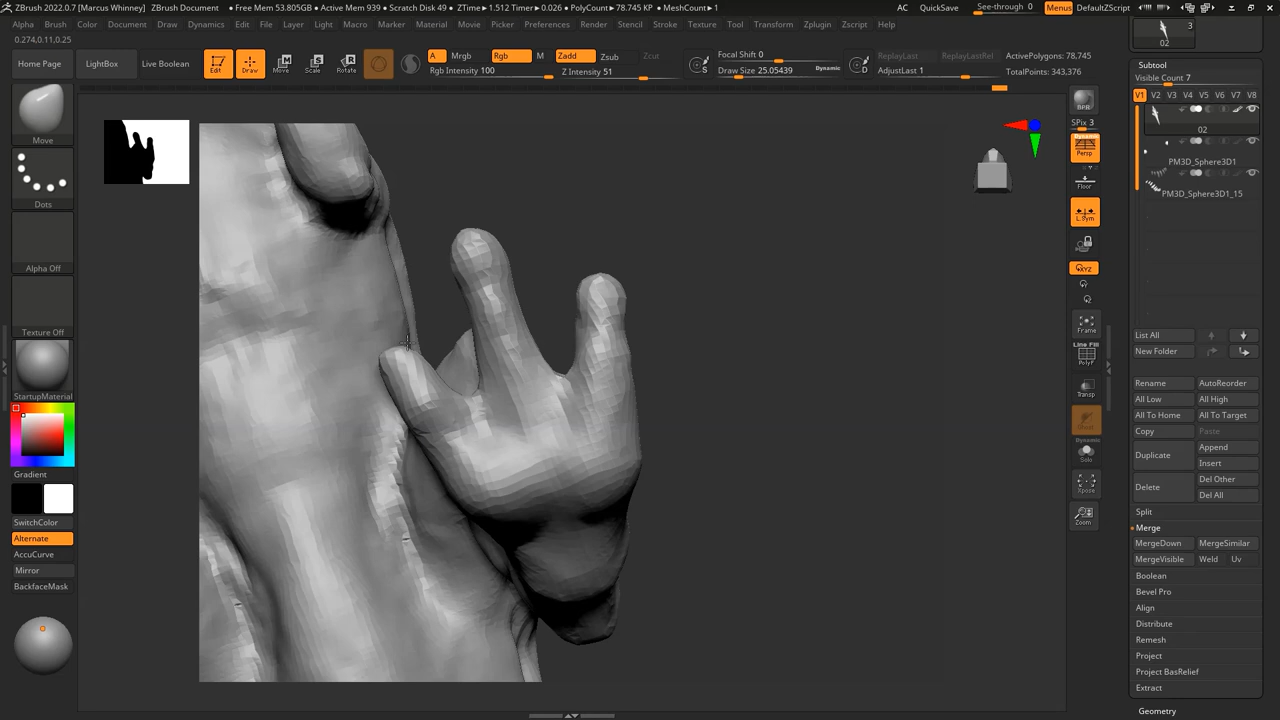 ZBrush 2022.0.7 [Marcus Whinney] ZBrush Document ● Free Mem 53.805GB ● Active Mem 939 ● Scratch Disk 49 ● ZTime ▸ 1.512 Timer ▸ 0.026 ● PolyCount ▸ 78.745 KP ● MeshCount ▸ 1 AC QuickSave See-through 0 Menus DefaultZScript
Alpha Brush Color Document Draw Dynamics Edit File Layer Light Macro Marker Material Movie Picker Preferences Render Stencil Stroke Texture Tool Transform Zplugin Zscript Help
0.274,0.11,0.25
Home Page LightBox Live Boolean
Edit Draw Move Scale Rotate
A Mrgb Rgb M Zadd Zsub Zcut
Rgb Intensity 100 Z Intensity 51
Focal Shift 0
Draw Size 25.05439 Dynamic
S D
ReplayLast ReplayLastRel
AdjustLast 1
ActivePolygons: 78,745
TotalPoints: 343,376
Move
Dots
Alpha Off
Texture Off
StartupMaterial
Gradient
SwitchColor
Alternate
AccuCurve
Mirror
BackfaceMask
BPR
SPix 3
Dynamic
Persp
Floor
L.Sym
XYZ
Frame
Line Fill
PolyF
Transp
Dynamic
Solo
Xpose
Zoom
3
02
Subtool
Visible Count 7
V1 V2 V3 V4 V5 V6 V7 V8
02
PM3D_Sphere3D1
PM3D_Sphere3D1_15
List All
New Folder
Rename AutoReorder
All Low All High
All To Home All To Target
Copy Paste
Duplicate Append
Insert
Delete Del Other
Del All
Split
Merge
MergeDown MergeSimilar
MergeVisible Weld Uv
Boolean
Bevel Pro
Align
Distribute
Remesh
Project
Project BasRelief
Extract
Geometry